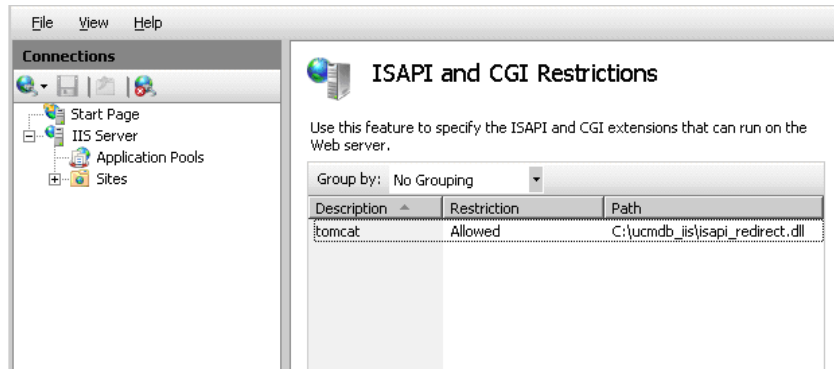 File View Help
Connections
Start Page
IIS Server
Application Pools
Sites
ISAPI and CGI Restrictions
Use this feature to specify the ISAPI and CGI extensions that can run on the
Web server.
Group by: No Grouping
Description Restriction Path
tomcat Allowed C:\ucmdb_iis\isapi_redirect.dll